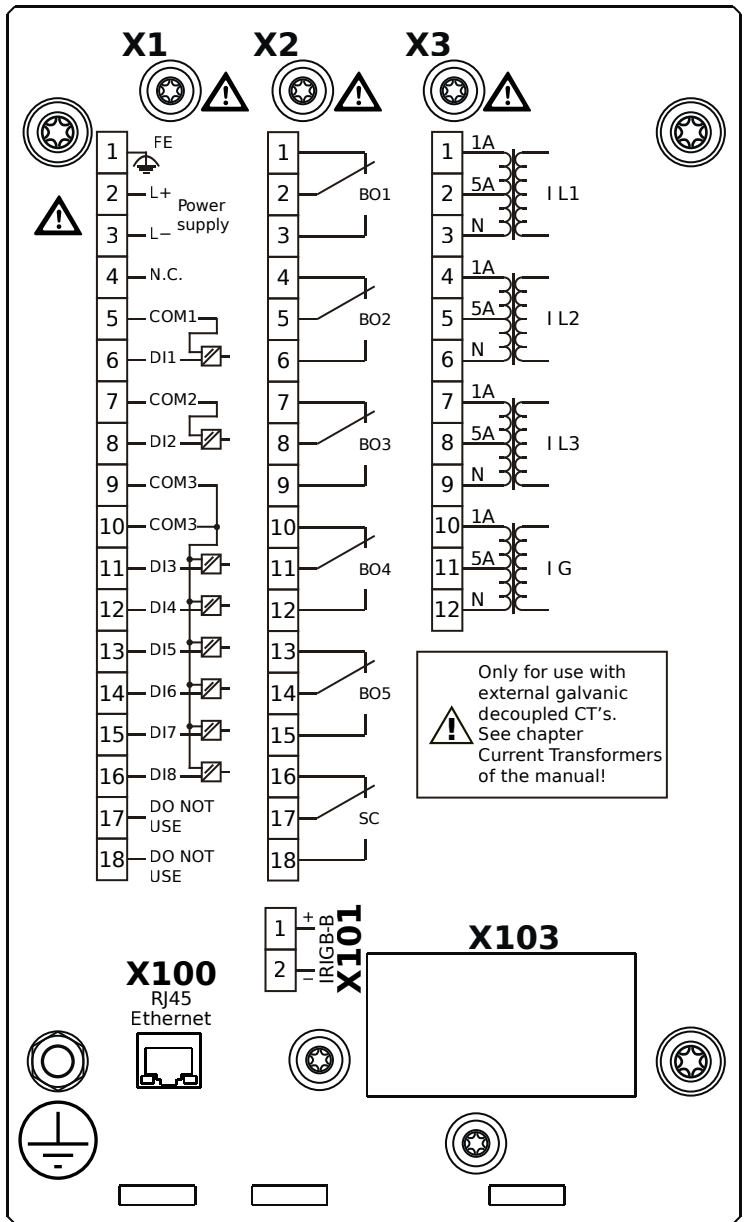 X1
X2
X3
1
FE
2
L+
Power
supply
3
L−
4
N.C.
5
COM1
6
DI1
7
COM2
8
DI2
9
COM3
10
COM3
11
DI3
12
DI4
13
DI5
14
DI6
15
DI7
16
DI8
17
DO NOT
USE
18
DO NOT
USE
1
2
BO1
3
4
5
BO2
6
7
8
BO3
9
10
11
BO4
12
13
14
BO5
15
16
17
SC
18
1
1A
2
5A
I L1
3
N
4
1A
5
5A
I L2
6
N
7
1A
8
5A
I L3
9
N
10
1A
11
5A
I G
12
N
Only for use with
external galvanic
decoupled CT’s.
See chapter
Current Transformers
of the manual!
1
+
2
−
IRIGB-B
X101
X103
X100
RJ45
Ethernet